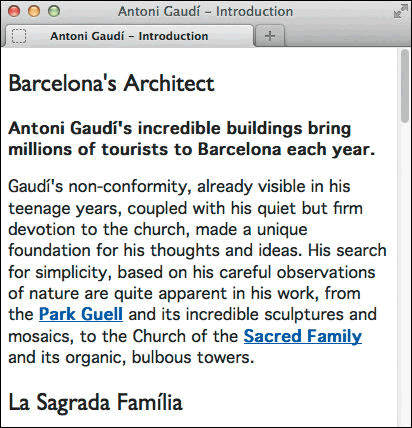 Antoni Gaudí – Introduction
Antoni Gaudí – Introduction
Barcelona's Architect
Antoni Gaudí's incredible buildings bring
millions of tourists to Barcelona each year.
Gaudí's non-conformity, already visible in his
teenage years, coupled with his quiet but firm
devotion to the church, made a unique
foundation for his thoughts and ideas. His search
for simplicity, based on his careful observations
of nature are quite apparent in his work, from
the Park Guell and its incredible sculptures and
mosaics, to the Church of the Sacred Family
and its organic, bulbous towers.
La Sagrada Família